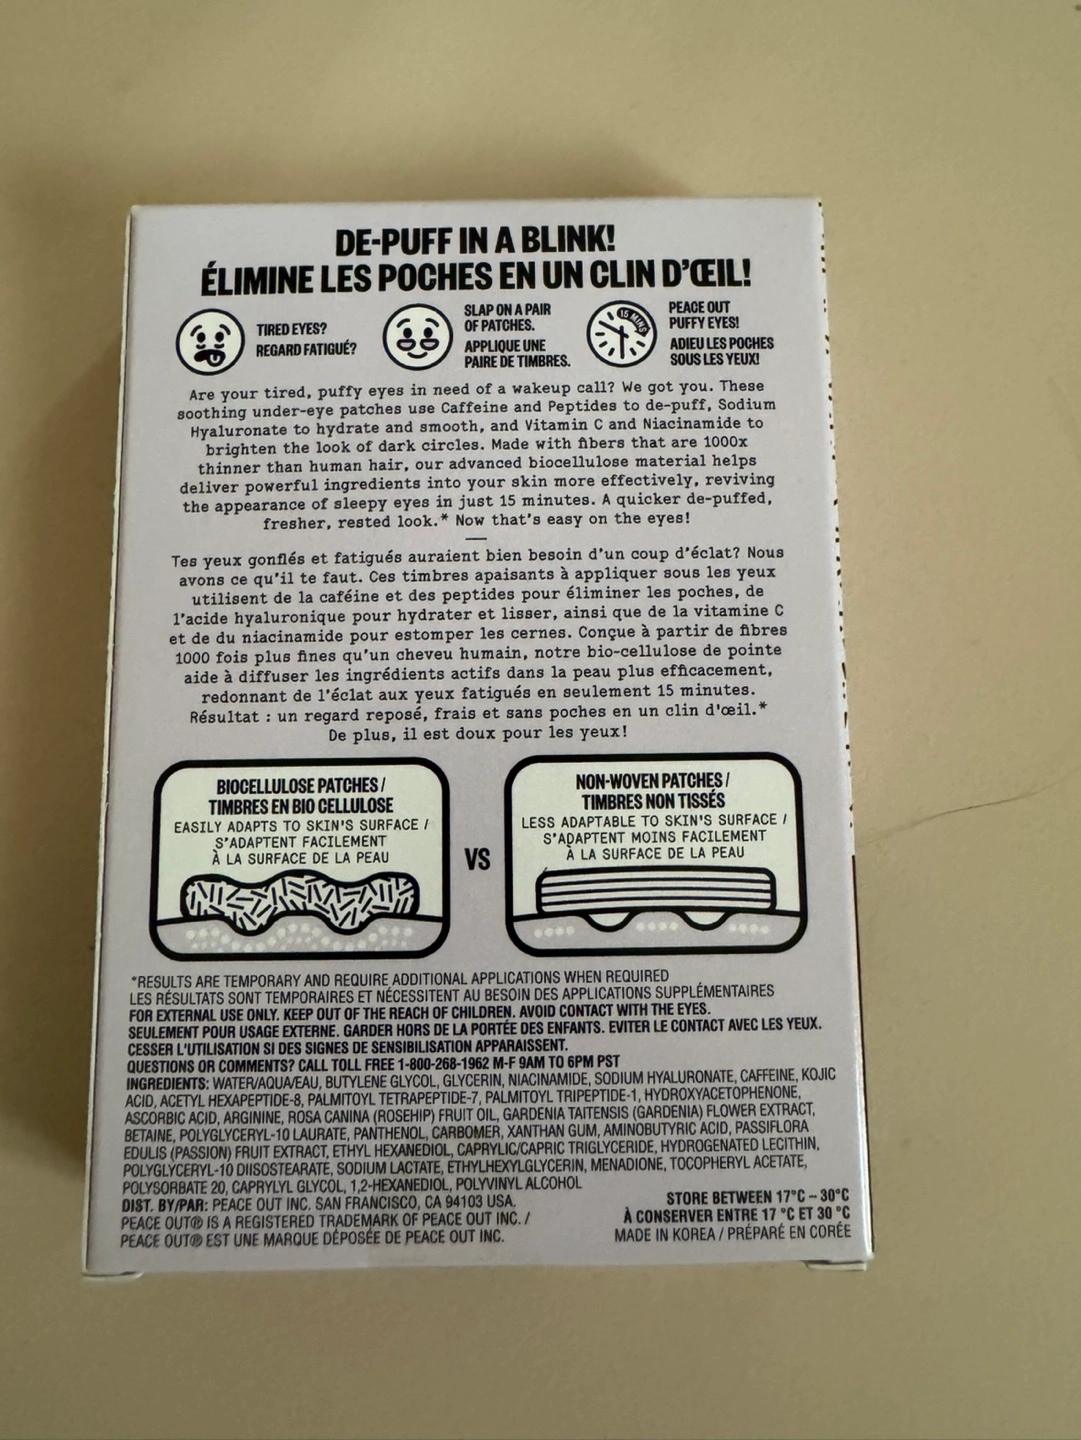 DE-PUFF IN A BLINK!
ÉLIMINE LES POCHES EN UN CLIN D'ŒIL!
TIRED EYES?
REGARD FATIGUÉ?
SLAP ON A PAIR
OF PATCHES.
APPLIQUE UNE
PAIRE DE TIMBRES.
15 MINS
PEACE OUT
PUFFY EYES!
ADIEU LES POCHES
SOUS LES YEUX!
Are your tired, puffy eyes in need of a wakeup call? We got you. These
soothing under-eye patches use Caffeine and Peptides to de-puff, Sodium
Hyaluronate to hydrate and smooth, and Vitamin C and Niacinamide to
brighten the look of dark circles. Made with fibers that are 1000x
thinner than human hair, our advanced biocellulose material helps
deliver powerful ingredients into your skin more effectively, reviving
the appearance of sleepy eyes in just 15 minutes. A quicker de-puffed,
fresher, rested look.* Now that's easy on the eyes!
Tes yeux gonflés et fatigués auraient bien besoin d'un coup d'éclat? Nous
avons ce qu'il te faut. Ces timbres apaisants à appliquer sous les yeux
utilisent de la caféine et des peptides pour éliminer les poches, de
l'acide hyaluronique pour hydrater et lisser, ainsi que de la vitamine C
et de du niacinamide pour estomper les cernes. Conçue à partir de fibres
1000 fois plus fines qu'un cheveu humain, notre bio-cellulose de pointe
aide à diffuser les ingrédients actifs dans la peau plus efficacement,
redonnant de l'éclat aux yeux fatigués en seulement 15 minutes.
Résultat : un regard reposé, frais et sans poches en un clin d'œil.*
De plus, il est doux pour les yeux!
BIOCELLULOSE PATCHES /
TIMBRES EN BIO CELLULOSE
EASILY ADAPTS TO SKIN'S SURFACE /
S'ADAPTENT FACILEMENT
À LA SURFACE DE LA PEAU
VS
NON-WOVEN PATCHES /
TIMBRES NON TISSÉS
LESS ADAPTABLE TO SKIN'S SURFACE /
S'ADAPTENT MOINS FACILEMENT
À LA SURFACE DE LA PEAU
*RESULTS ARE TEMPORARY AND REQUIRE ADDITIONAL APPLICATIONS WHEN REQUIRED
LES RÉSULTATS SONT TEMPORAIRES ET NÉCESSITENT AU BESOIN DES APPLICATIONS SUPPLÉMENTAIRES
FOR EXTERNAL USE ONLY. KEEP OUT OF THE REACH OF CHILDREN. AVOID CONTACT WITH THE EYES.
SEULEMENT POUR USAGE EXTERNE. GARDER HORS DE LA PORTÉE DES ENFANTS. EVITER LE CONTACT AVEC LES YEUX.
CESSER L'UTILISATION SI DES SIGNES DE SENSIBILISATION APPARAISSENT.
QUESTIONS OR COMMENTS? CALL TOLL FREE 1-800-268-1962 M-F 9AM TO 6PM PST
INGREDIENTS: WATER/AQUA/EAU, BUTYLENE GLYCOL, GLYCERIN, NIACINAMIDE, SODIUM HYALURONATE, CAFFEINE, KOJIC
ACID, ACETYL HEXAPEPTIDE-8, PALMITOYL TETRAPEPTIDE-7, PALMITOYL TRIPEPTIDE-1, HYDROXYACETOPHENONE,
ASCORBIC ACID, ARGININE, ROSA CANINA (ROSEHIP) FRUIT OIL, GARDENIA TAITENSIS (GARDENIA) FLOWER EXTRACT,
BETAINE, POLYGLYCERYL-10 LAURATE, PANTHENOL, CARBOMER, XANTHAN GUM, AMINOBUTYRIC ACID, PASSIFLORA
EDULIS (PASSION) FRUIT EXTRACT, ETHYL HEXANEDIOL, CAPRYLIC/CAPRIC TRIGLYCERIDE, HYDROGENATED LECITHIN,
POLYGLYCERYL-10 DIISOSTEARATE, SODIUM LACTATE, ETHYLHEXYLGLYCERIN, MENADIONE, TOCOPHERYL ACETATE,
POLYSORBATE 20, CAPRYLYL GLYCOL, 1,2-HEXANEDIOL, POLYVINYL ALCOHOL
DIST. BY/PAR: PEACE OUT INC. SAN FRANCISCO, CA 94103 USA.
PEACE OUT® IS A REGISTERED TRADEMARK OF PEACE OUT INC. /
PEACE OUT® EST UNE MARQUE DÉPOSÉE DE PEACE OUT INC.
STORE BETWEEN 17°C – 30°C
À CONSERVER ENTRE 17 °C ET 30 °C
MADE IN KOREA / PRÉPARÉ EN CORÉE